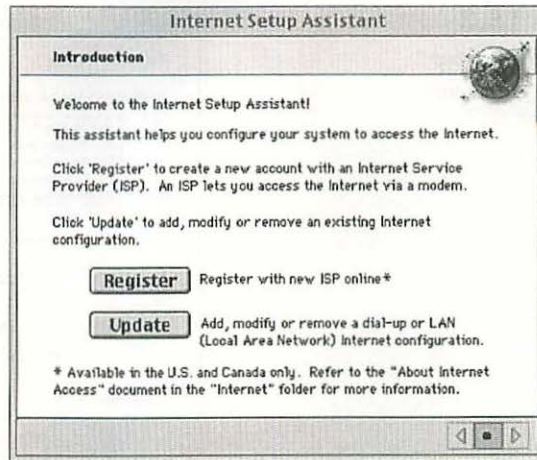 Internet Setup Assistant
Introduction
Welcome to the Internet Setup Assistant!
This assistant helps you configure your system to access the Internet.
Click 'Register' to create a new account with an Internet Service
Provider (ISP). An ISP lets you access the Internet via a modem.
Click 'Update' to add, modify or remove an existing Internet
configuration.
Register Register with new ISP online*
Update Add, modify or remove a dial-up or LAN
(Local Area Network) Internet configuration.
* Available in the U.S. and Canada only. Refer to the "About Internet
Access" document in the "Internet" folder for more information.